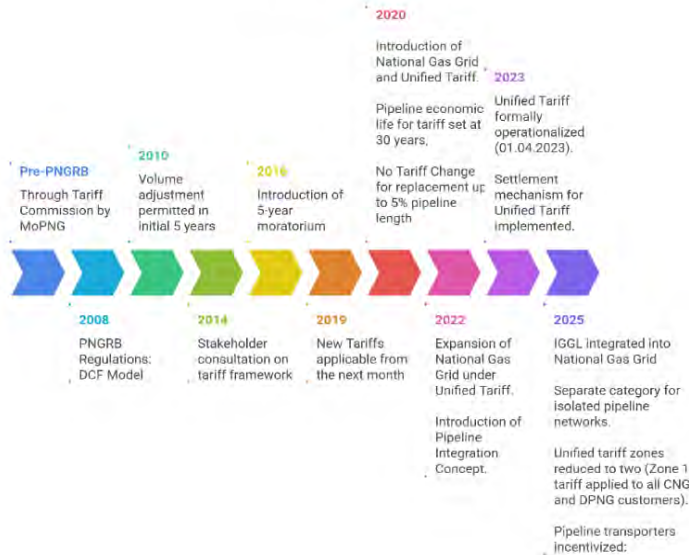 Pre-PNGRB
Through Tariff
Commission by
MoPNG
2008
PNGRB
Regulations:
DCF Model
2010
Volume
adjustment
permitted in
initial 5 years
2014
Stakeholder
consultation on
tariff framework
2016
Introduction of
5-year
moratorium
2019
New Tariffs
applicable from
the next month
2020
Introduction of
National Gas Grid
and Unified Tariff.
Pipeline economic
life for tariff set at
30 years.
No Tariff Change
for replacement up
to 5% pipeline
length
2022
Expansion of
National Gas
Grid under
Unified Tariff.
Introduction of
Pipeline
Integration
Concept.
2023
Unified Tariff
formally
operationalized
(01.04.2023).
Settlement
mechanism for
Unified Tariff
implemented.
2025
IGGL integrated into
National Gas Grid
Separate category for
isolated pipeline
networks.
Unified tariff zones
reduced to two (Zone 1
tariff applied to all CNG
and DPNG customers).
Pipeline transporters
incentivized: